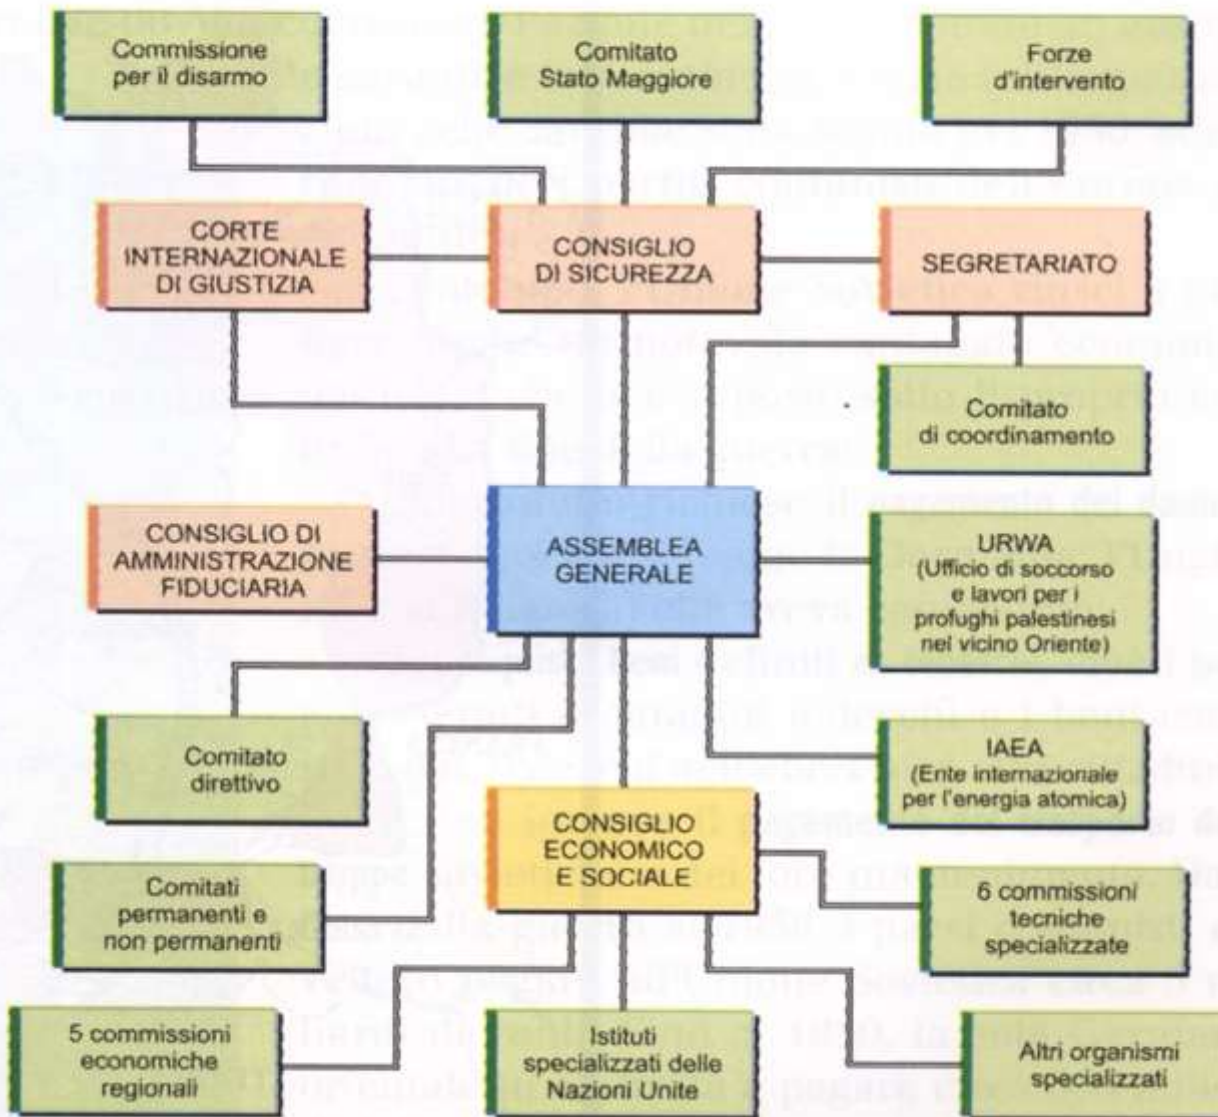 Commissione
per il disarmo
Comitato
Stato Maggiore
Forze
d'intervento
CORTE
INTERNAZIONALE
DI GIUSTIZIA
CONSIGLIO
DI SICUREZZA
SEGRETARIATO
Comitato
di coordinamento
CONSIGLIO DI
AMMINISTRAZIONE
FIDUCIARIA
ASSEMBLEA
GENERALE
URWA
(Ufficio di soccorso
e lavori per i
profughi palestinesi
nel vicino Oriente)
Comitato
direttivo
IAEA
(Ente internazionale
per l'energia atomica)
CONSIGLIO
ECONOMICO
E SOCIALE
Comitati
permanenti e
non permanenti
6 commissioni
tecniche
specializzate
5 commissioni
economiche
regionali
Istituti
specializzati delle
Nazioni Unite
Altri organismi
specializzati